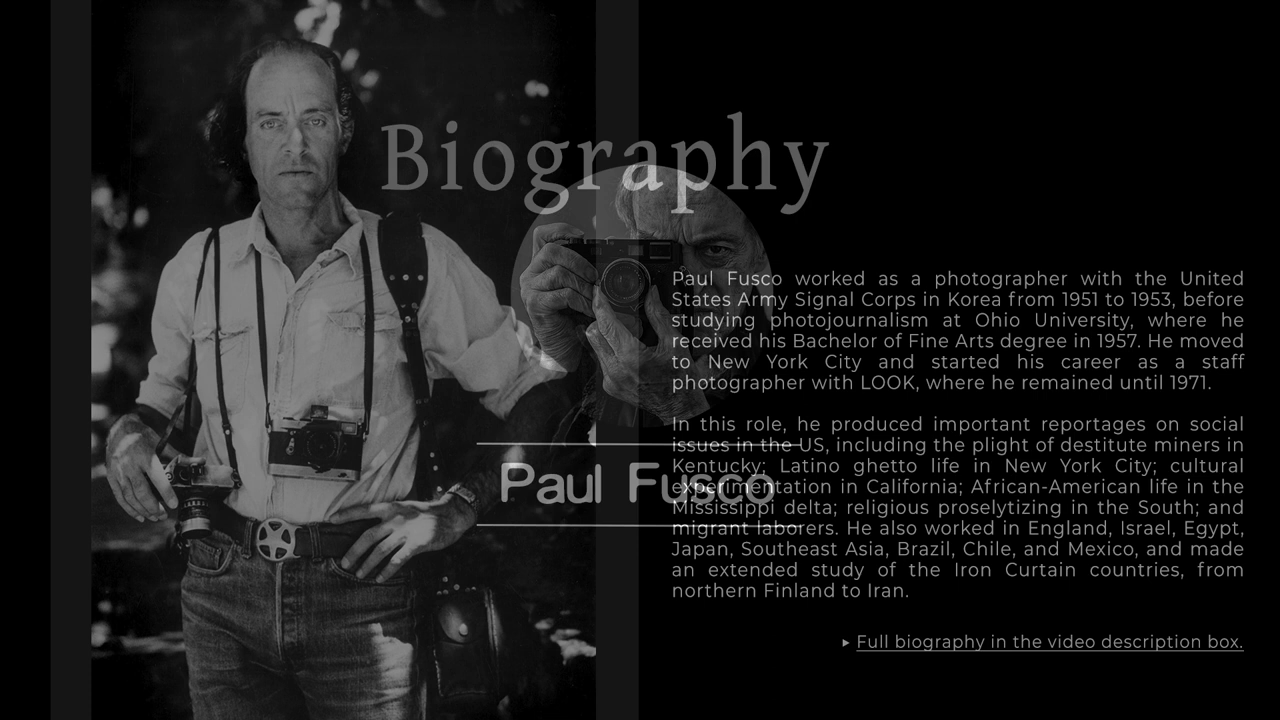 Biography
Paul Fusco worked as a photographer with the United
States Army Signal Corps in Korea from 1951 to 1953, before
studying photojournalism at Ohio University, where he
received his Bachelor of Fine Arts degree in 1957. He moved
to New York City and started his career as a staff
photographer with LOOK, where he remained until 1971.
In this role, he produced important reportages on social
issues in the US, including the plight of destitute miners in
Kentucky; Latino ghetto life in New York City; cultural
experimentation in California; African-American life in the
Mississippi delta; religious proselytizing in the South; and
migrant laborers. He also worked in England, Israel, Egypt,
Japan, Southeast Asia, Brazil, Chile, and Mexico, and made
an extended study of the Iron Curtain countries, from
northern Finland to Iran.
Paul Fusco
Full biography in the video description box.